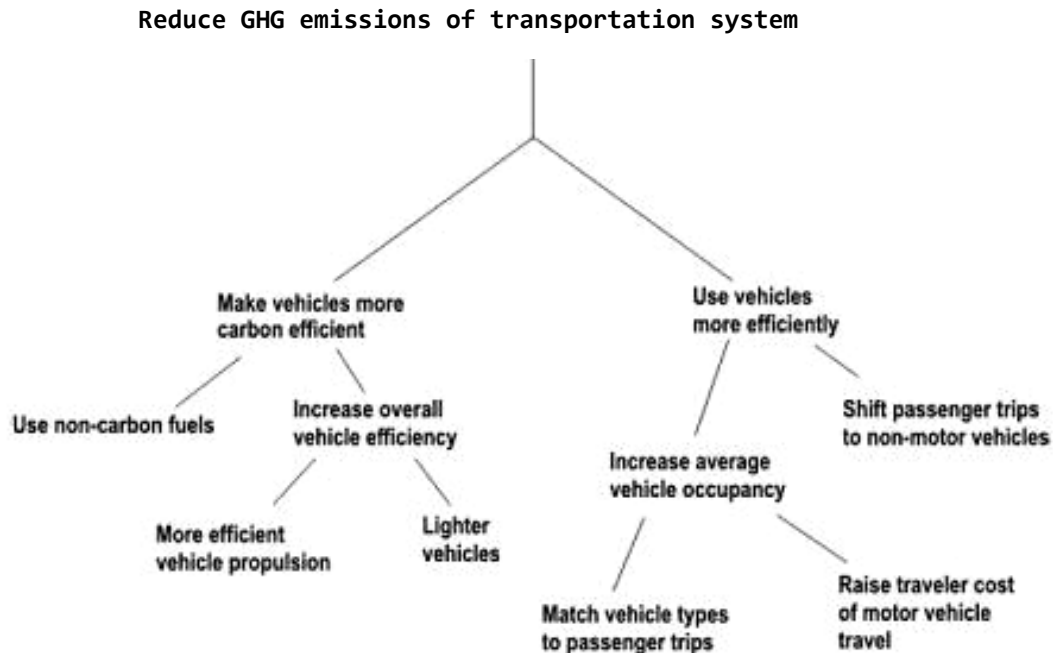 Reduce GHG emissions of transportation system
Make vehicles more
carbon efficient
Use vehicles
more efficiently
Use non-carbon fuels
Increase overall
vehicle efficiency
Shift passenger trips
to non-motor vehicles
Increase average
vehicle occupancy
More efficient
vehicle propulsion
Lighter
vehicles
Match vehicle types
to passenger trips
Raise traveler cost
of motor vehicle
travel